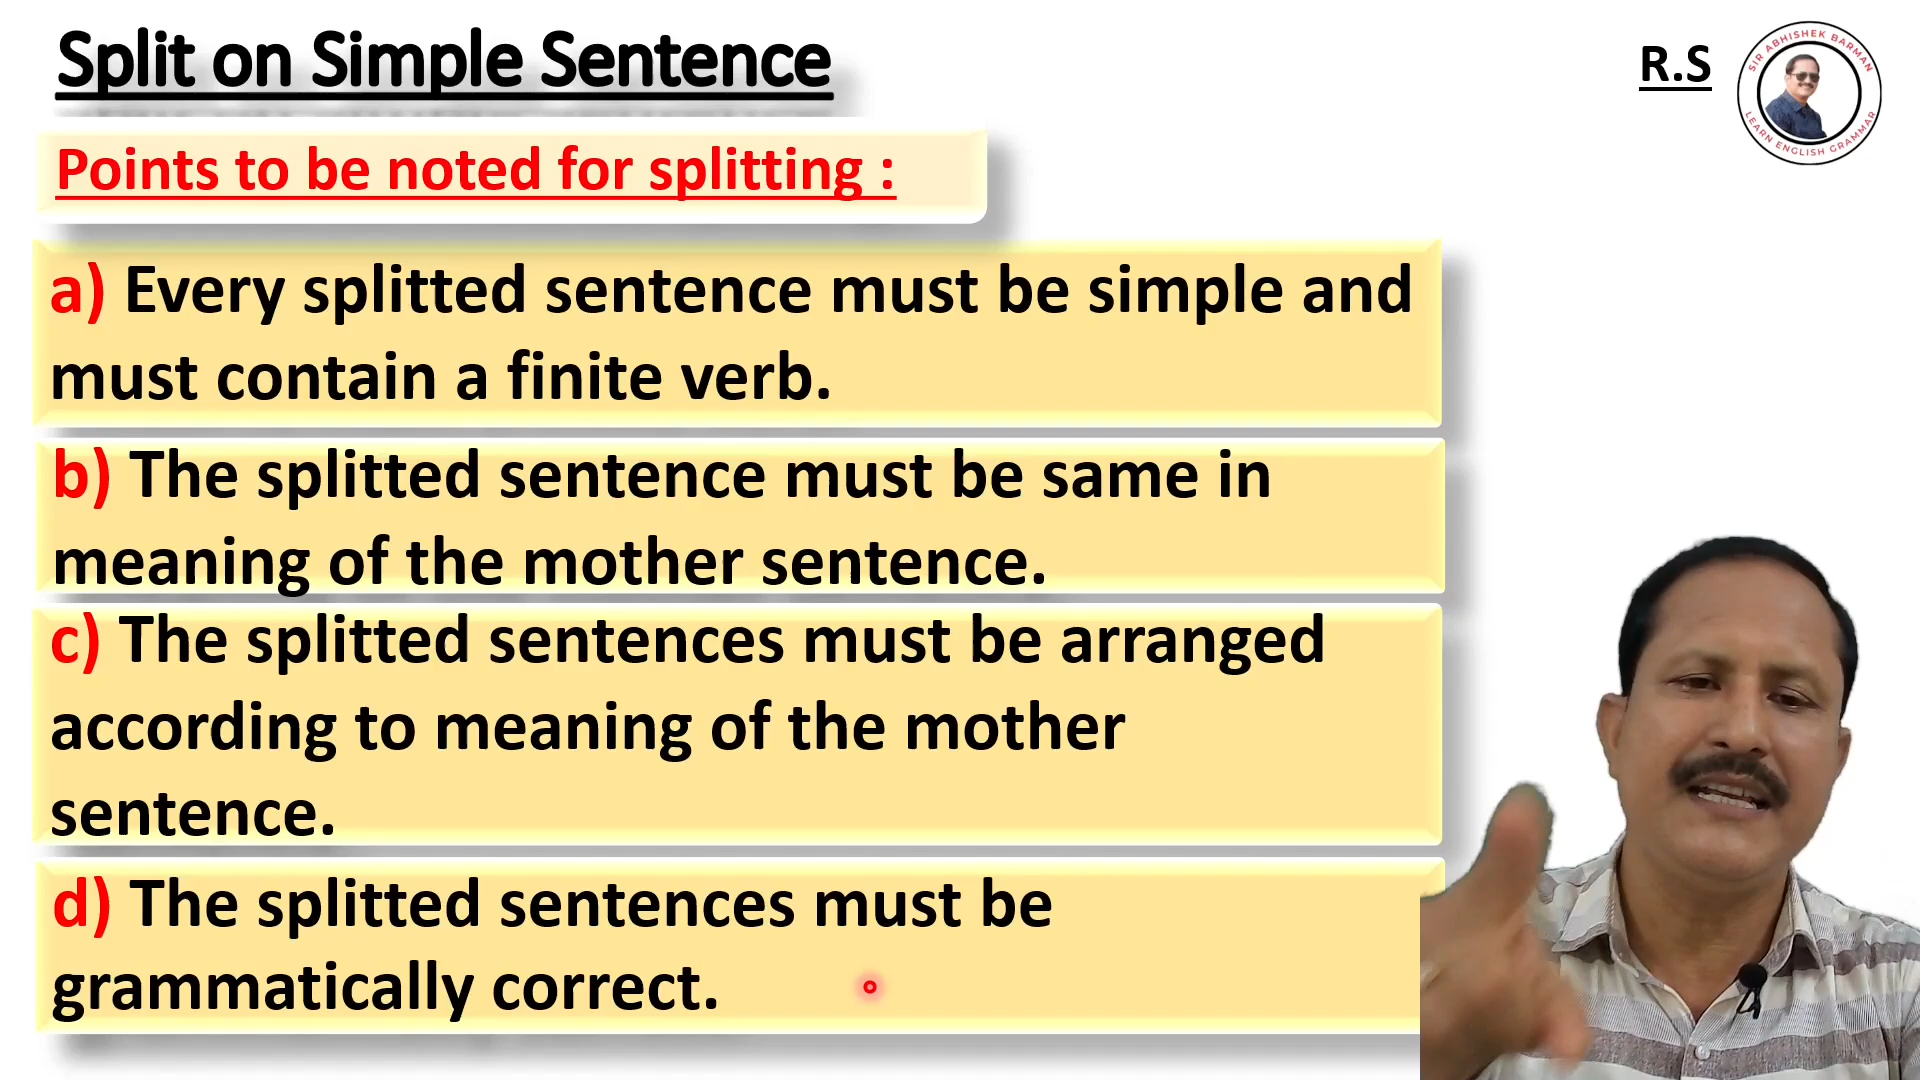 Split on Simple Sentence
R.S
SIR ABHISHEK BARMAN
LEARN ENGLISH GRAMMAR
Points to be noted for splitting :
a) Every splitted sentence must be simple and
must contain a finite verb.
b) The splitted sentence must be same in
meaning of the mother sentence.
c) The splitted sentences must be arranged
according to meaning of the mother
sentence.
d) The splitted sentences must be
grammatically correct.